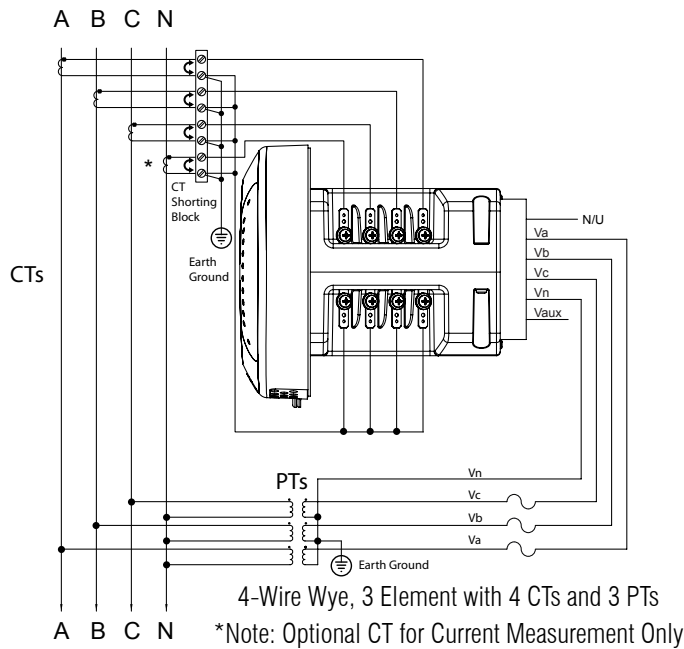 A B C N
*
CT
Shorting
Block
Earth
Ground
N/U
Va
Vb
Vc
Vn
Vaux
CTs
PTs
Vn
Vc
Vb
Va
Earth Ground
4-Wire Wye, 3 Element with 4 CTs and 3 PTs
A B C N
*Note: Optional CT for Current Measurement Only